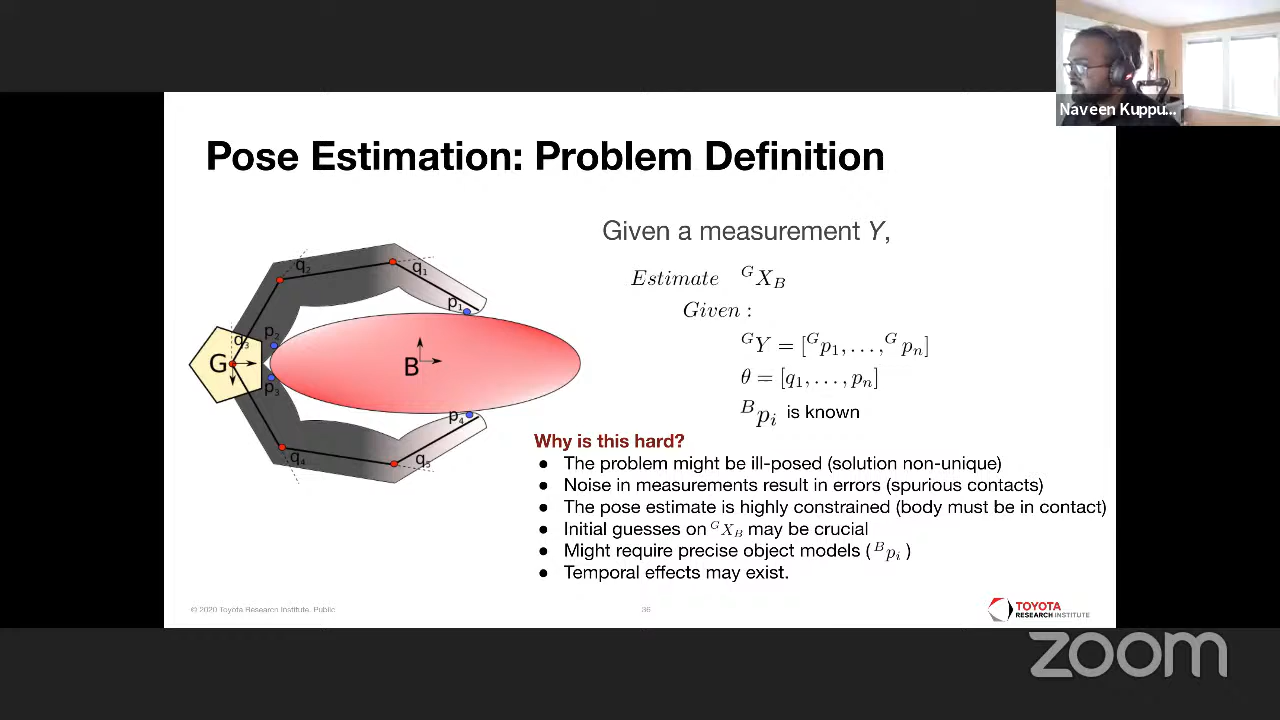 Naveen Kuppu...
Pose Estimation: Problem Definition
Given a measurement Y,
Estimate ᴳX_B
Given :
ᴳY = [ᴳp₁, . . . ,ᴳ pₙ]
θ = [q₁, . . . , pₙ]
ᴮpᵢ is known
q₂
q₁
p₁
p₂
q₃
G
B
p₃
p₄
q₄
q₅
Why is this hard?
● The problem might be ill-posed (solution non-unique)
● Noise in measurements result in errors (spurious contacts)
● The pose estimate is highly constrained (body must be in contact)
● Initial guesses on ᴳX_B may be crucial
● Might require precise object models (ᴮpᵢ )
● Temporal effects may exist.
© 2020 Toyota Research Institute. Public
36
TOYOTA
RESEARCH INSTITUTE
zoom